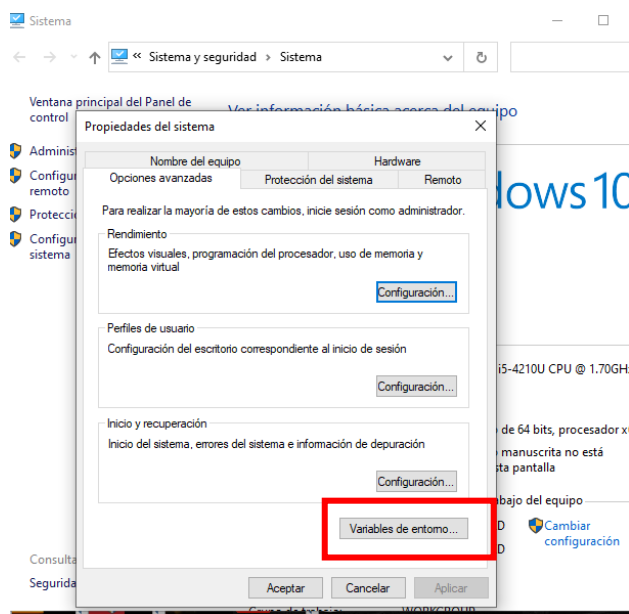 Sistema
« Sistema y seguridad › Sistema
Ventana principal del Panel de
control
Ver información básica acerca del equipo
Propiedades del sistema
Nombre del equipo
Hardware
Opciones avanzadas
Protección del sistema
Remoto
Para realizar la mayoría de estos cambios, inicie sesión como administrador.
Rendimiento
Efectos visuales, programación del procesador, uso de memoria y
memoria virtual
Configuración...
Perfiles de usuario
Configuración del escritorio correspondiente al inicio de sesión
Configuración...
Inicio y recuperación
Inicio del sistema, errores del sistema e información de depuración
Configuración...
Variables de entorno...
Aceptar
Cancelar
Aplicar
Adminis
Configu
remoto
Protecci
Configu
sistema
dows 10
i5-4210U CPU @ 1.70GH
de 64 bits, procesador x
manuscrita no está
sta pantalla
bajo del equipo
D
Cambiar
configuración
D
Consulta
Segurida
WORKGROUP